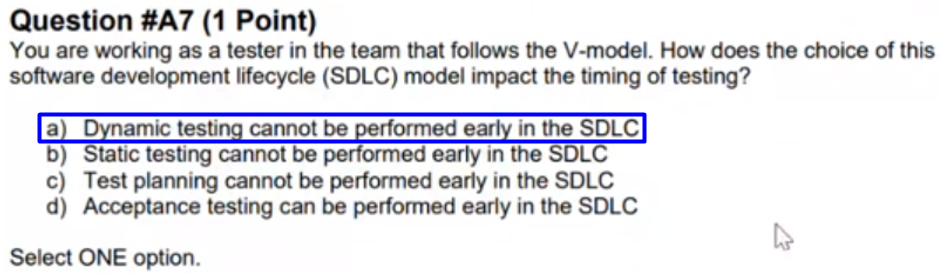 Question #A7 (1 Point)
You are working as a tester in the team that follows the V-model. How does the choice of this
software development lifecycle (SDLC) model impact the timing of testing?
a) Dynamic testing cannot be performed early in the SDLC
b) Static testing cannot be performed early in the SDLC
c) Test planning cannot be performed early in the SDLC
d) Acceptance testing can be performed early in the SDLC
Select ONE option.